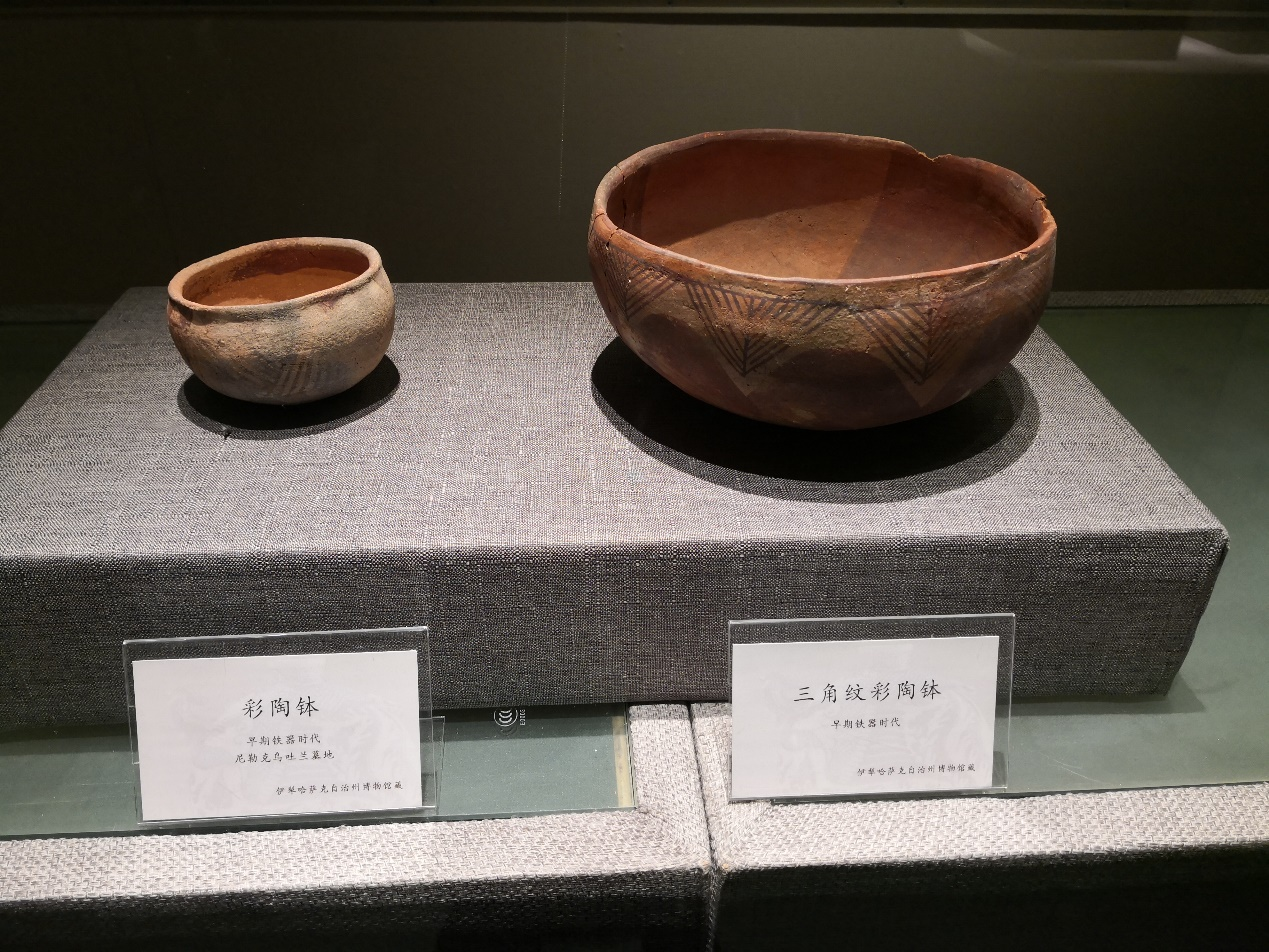 彩陶钵
早期铁器时代
尼勒克乌吐兰墓地
伊犁哈萨克自治州博物馆藏
三角纹彩陶钵
早期铁器时代
伊犁哈萨克自治州博物馆藏